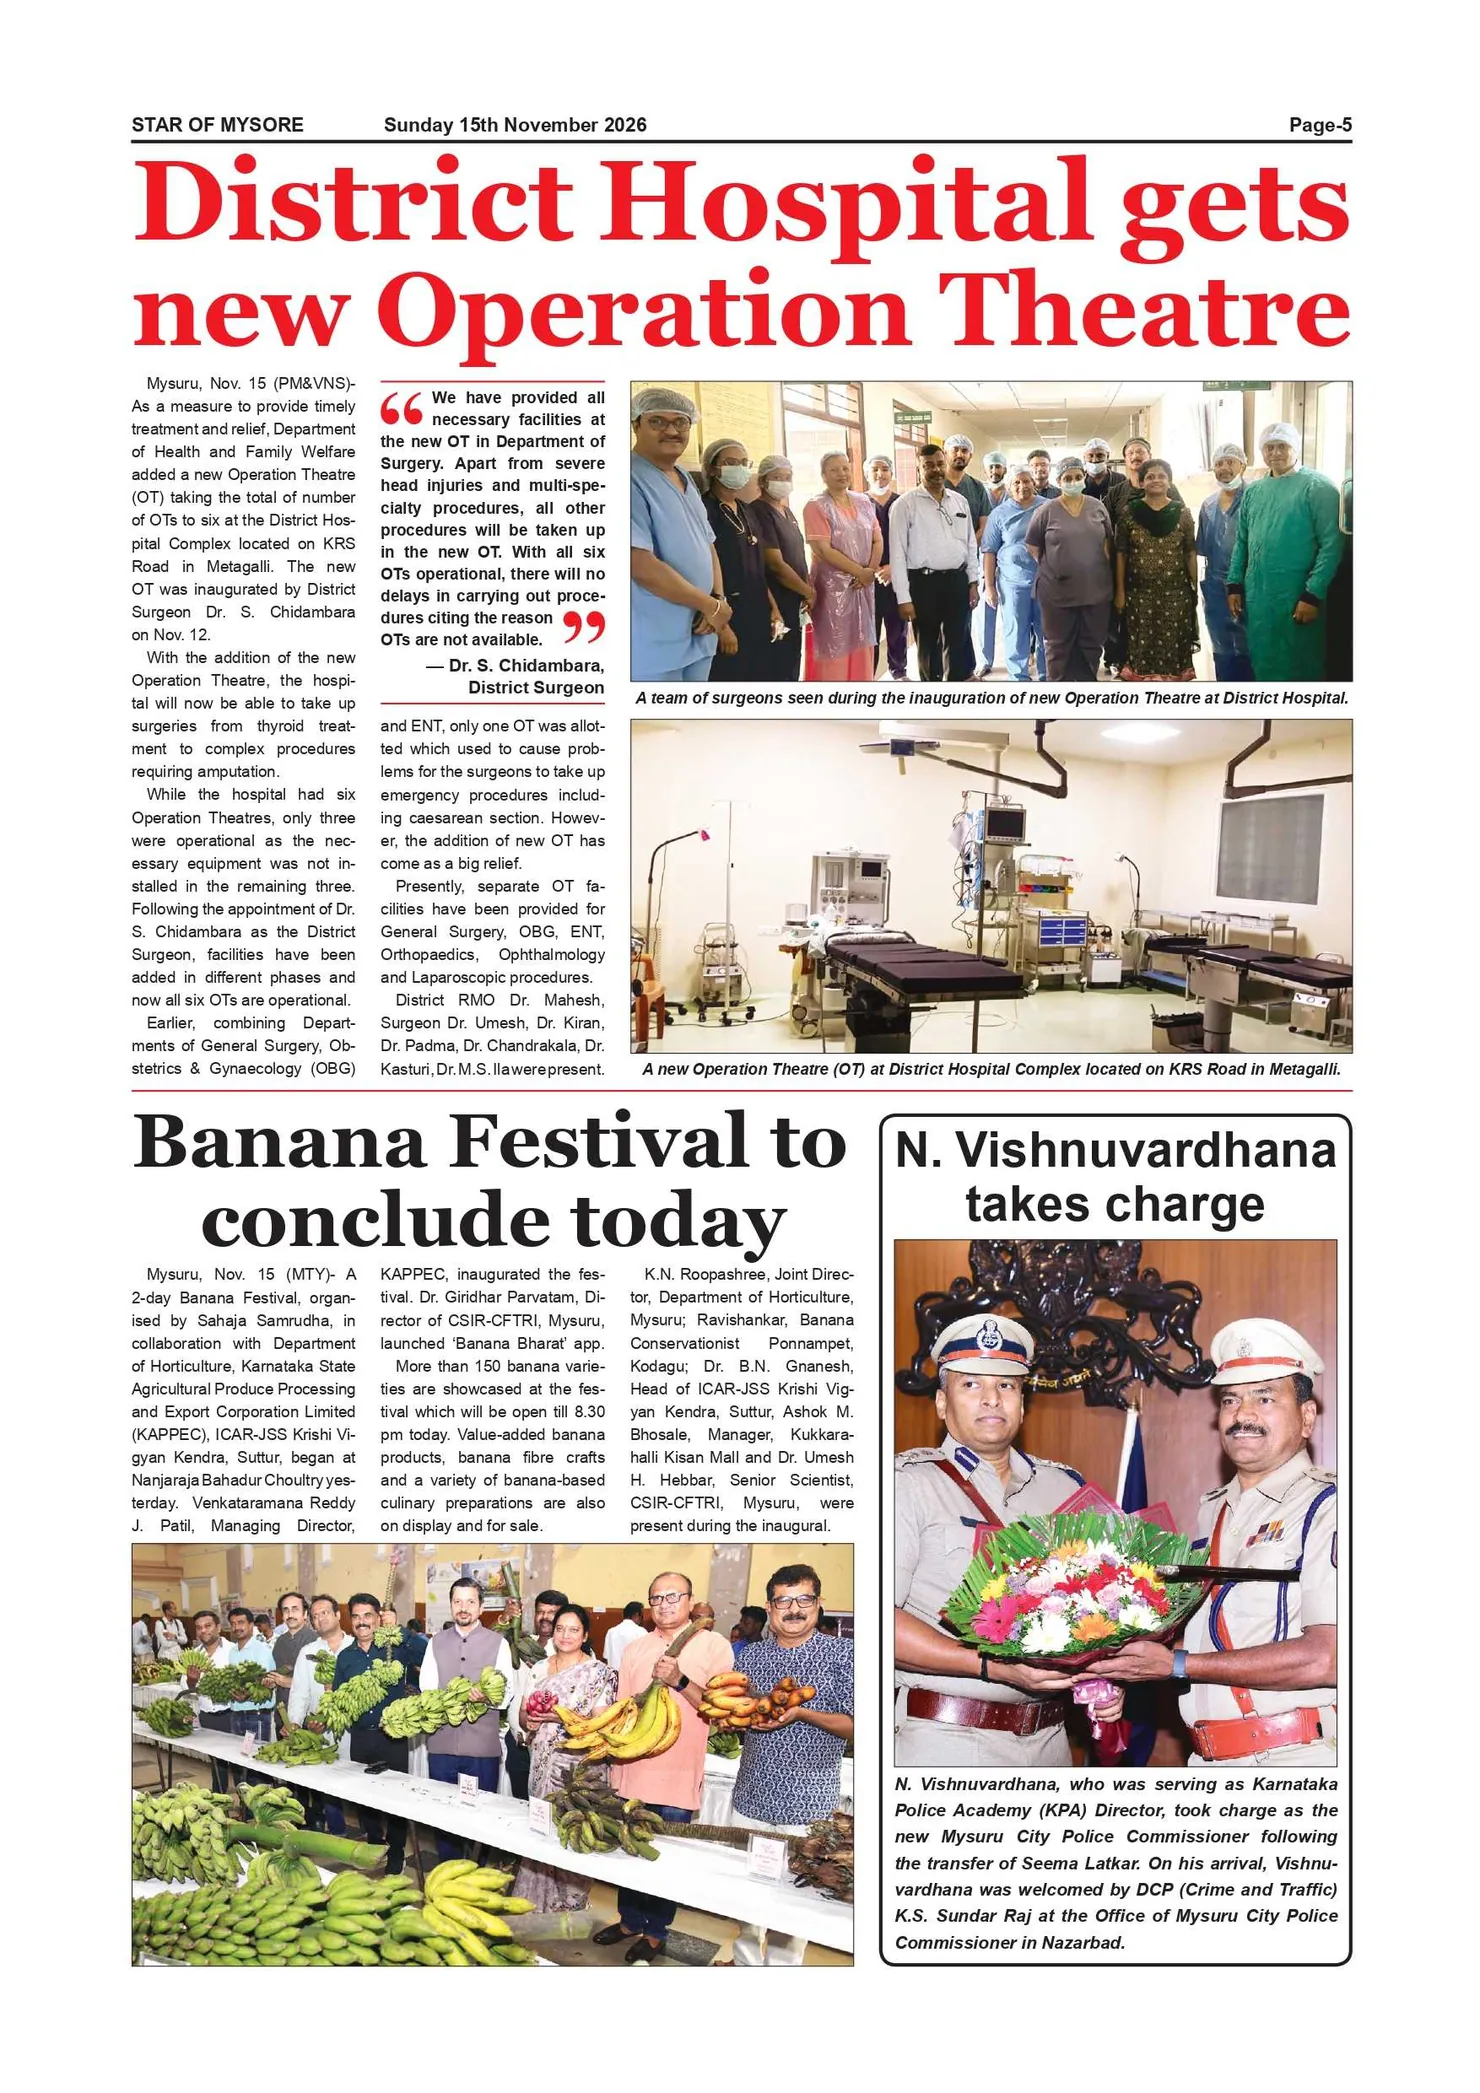 STAR OF MYSORE
Sunday 15th November 2026
Page-5
District Hospital gets
new Operation Theatre
Mysuru, Nov. 15 (PM&VNS)-
As a measure to provide timely
treatment and relief, Department
of Health and Family Welfare
added a new Operation Theatre
(OT) taking the total of number
of OTs to six at the District Hos-
pital Complex located on KRS
Road in Metagalli. The new
OT was inaugurated by District
Surgeon Dr. S. Chidambara
on Nov. 12.
With the addition of the new
Operation Theatre, the hospi-
tal will now be able to take up
surgeries from thyroid treat-
ment to complex procedures
requiring amputation.
While the hospital had six
Operation Theatres, only three
were operational as the nec-
essary equipment was not in-
stalled in the remaining three.
Following the appointment of Dr.
S. Chidambara as the District
Surgeon, facilities have been
added in different phases and
now all six OTs are operational.
Earlier, combining Depart-
ments of General Surgery, Ob-
stetrics & Gynaecology (OBG)
“We have provided all
necessary facilities at
the new OT in Department of
Surgery. Apart from severe
head injuries and multi-spe-
cialty procedures, all other
procedures will be taken up
in the new OT. With all six
OTs operational, there will no
delays in carrying out proce-
dures citing the reason
OTs are not available.”
— Dr. S. Chidambara,
District Surgeon
and ENT, only one OT was allot-
ted which used to cause prob-
lems for the surgeons to take up
emergency procedures includ-
ing caesarean section. Howev-
er, the addition of new OT has
come as a big relief.
Presently, separate OT fa-
cilities have been provided for
General Surgery, OBG, ENT,
Orthopaedics, Ophthalmology
and Laparoscopic procedures.
District RMO Dr. Mahesh,
Surgeon Dr. Umesh, Dr. Kiran,
Dr. Padma, Dr. Chandrakala, Dr.
Kasturi, Dr. M.S. Ila were present.
A team of surgeons seen during the inauguration of new Operation Theatre at District Hospital.
A new Operation Theatre (OT) at District Hospital Complex located on KRS Road in Metagalli.
Banana Festival to
conclude today
Mysuru, Nov. 15 (MTY)- A
2-day Banana Festival, organ-
ised by Sahaja Samrudha, in
collaboration with Department
of Horticulture, Karnataka State
Agricultural Produce Processing
and Export Corporation Limited
(KAPPEC), ICAR-JSS Krishi Vi-
gyan Kendra, Suttur, began at
Nanjaraja Bahadur Choultry yes-
terday. Venkataramana Reddy
J. Patil, Managing Director,
KAPPEC, inaugurated the fes-
tival. Dr. Giridhar Parvatam, Di-
rector of CSIR-CFTRI, Mysuru,
launched ‘Banana Bharat’ app.
More than 150 banana varie-
ties are showcased at the fes-
tival which will be open till 8.30
pm today. Value-added banana
products, banana fibre crafts
and a variety of banana-based
culinary preparations are also
on display and for sale.
K.N. Roopashree, Joint Direc-
tor, Department of Horticulture,
Mysuru; Ravishankar, Banana
Conservationist Ponnampet,
Kodagu; Dr. B.N. Gnanesh,
Head of ICAR-JSS Krishi Vig-
yan Kendra, Suttur, Ashok M.
Bhosale, Manager, Kukkara-
halli Kisan Mall and Dr. Umesh
H. Hebbar, Senior Scientist,
CSIR-CFTRI, Mysuru, were
present during the inaugural.
N. Vishnuvardhana
takes charge
N. Vishnuvardhana, who was serving as Karnataka
Police Academy (KPA) Director, took charge as the
new Mysuru City Police Commissioner following
the transfer of Seema Latkar. On his arrival, Vishnu-
vardhana was welcomed by DCP (Crime and Traffic)
K.S. Sundar Raj at the Office of Mysuru City Police
Commissioner in Nazarbad.